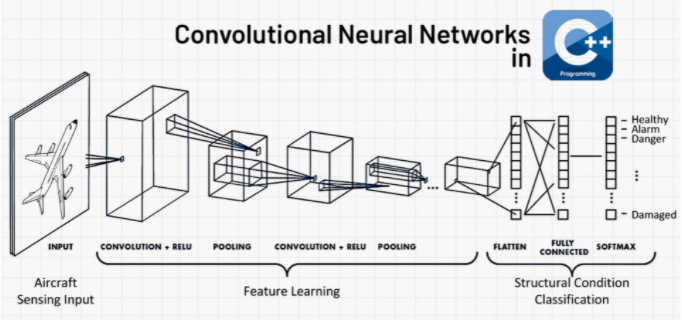 Convolutional Neural Networks
in
C++
Programming
Healthy
Alarm
Danger
Damaged
INPUT
CONVOLUTION + RELU
POOLING
CONVOLUTION + RELU
POOLING
FLATTEN
FULLY
CONNECTED
SOFTMAX
Aircraft
Sensing Input
Feature Learning
Structural Condition
Classification